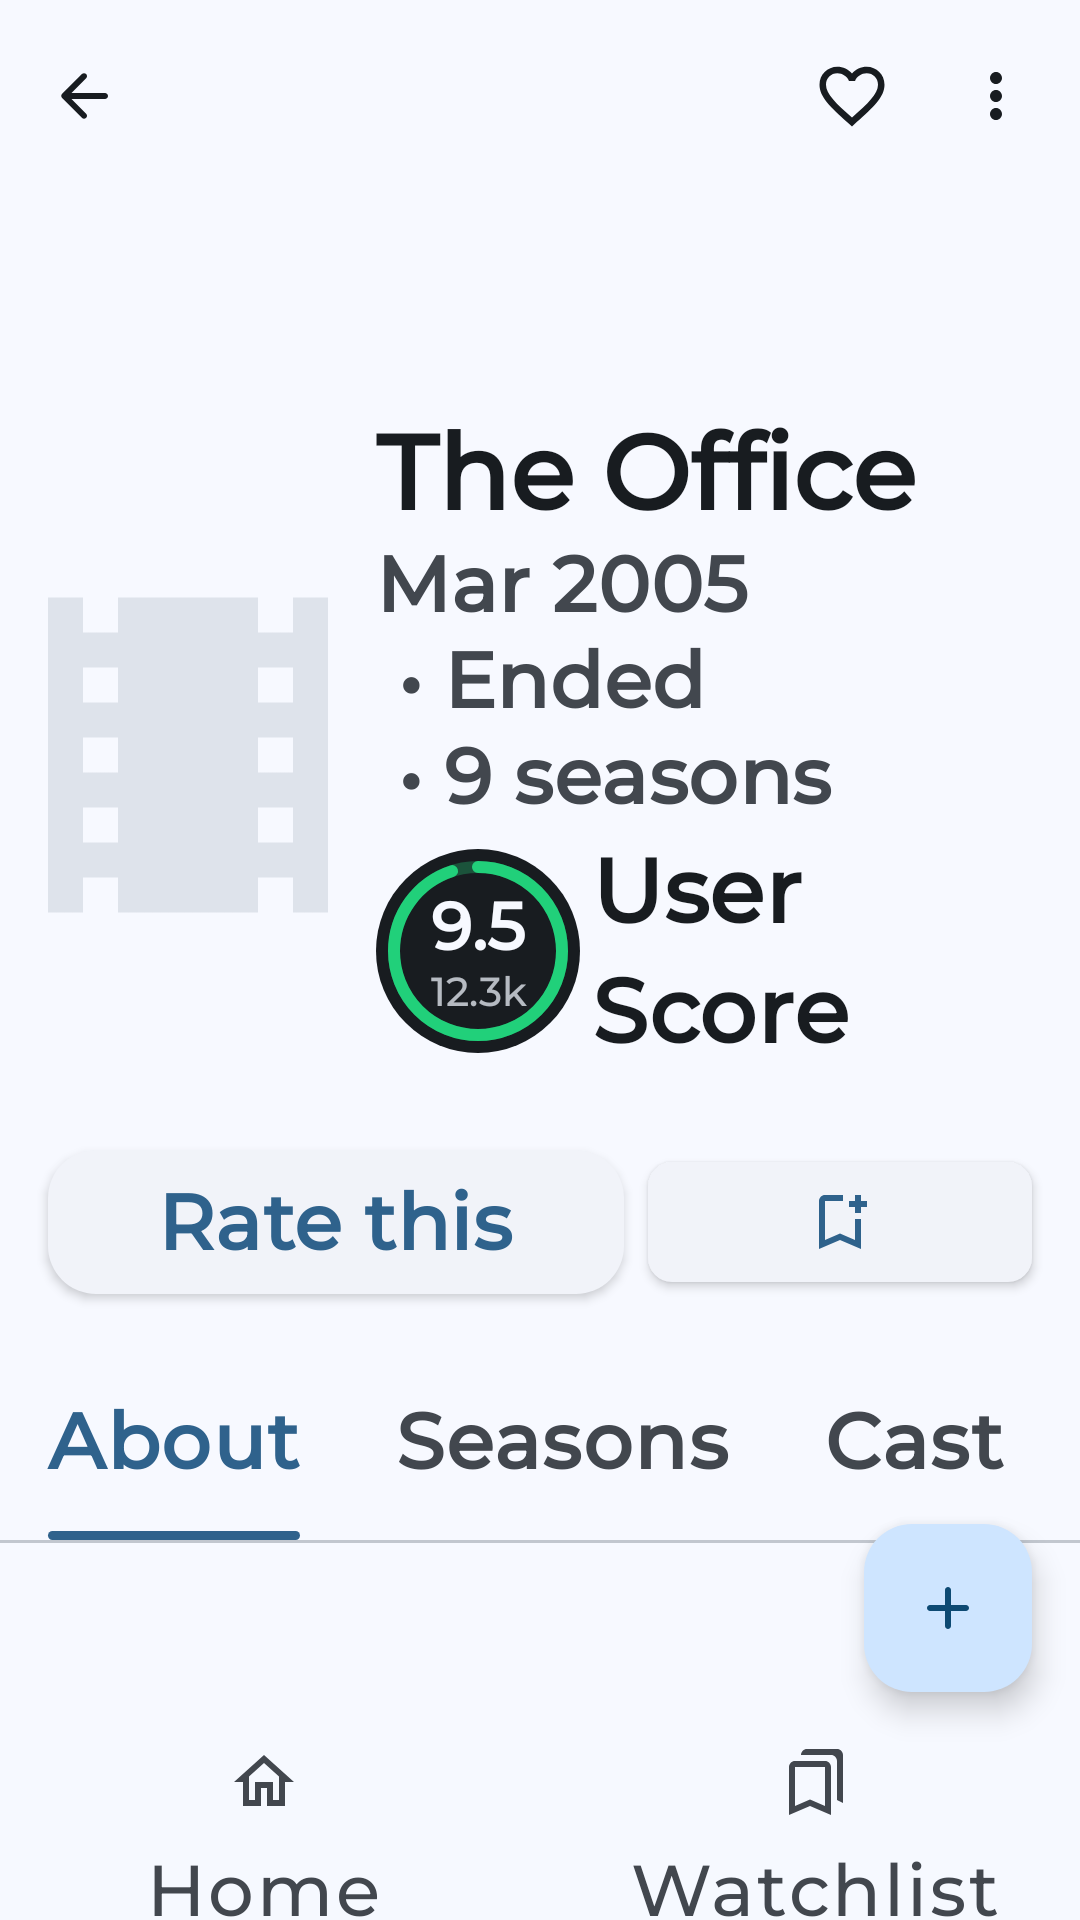 The Office
Mar 2005
• Ended
• 9 seasons
9.5
12.3k
User
Score
Rate this
About
Seasons
Cast
Home
Watchlist